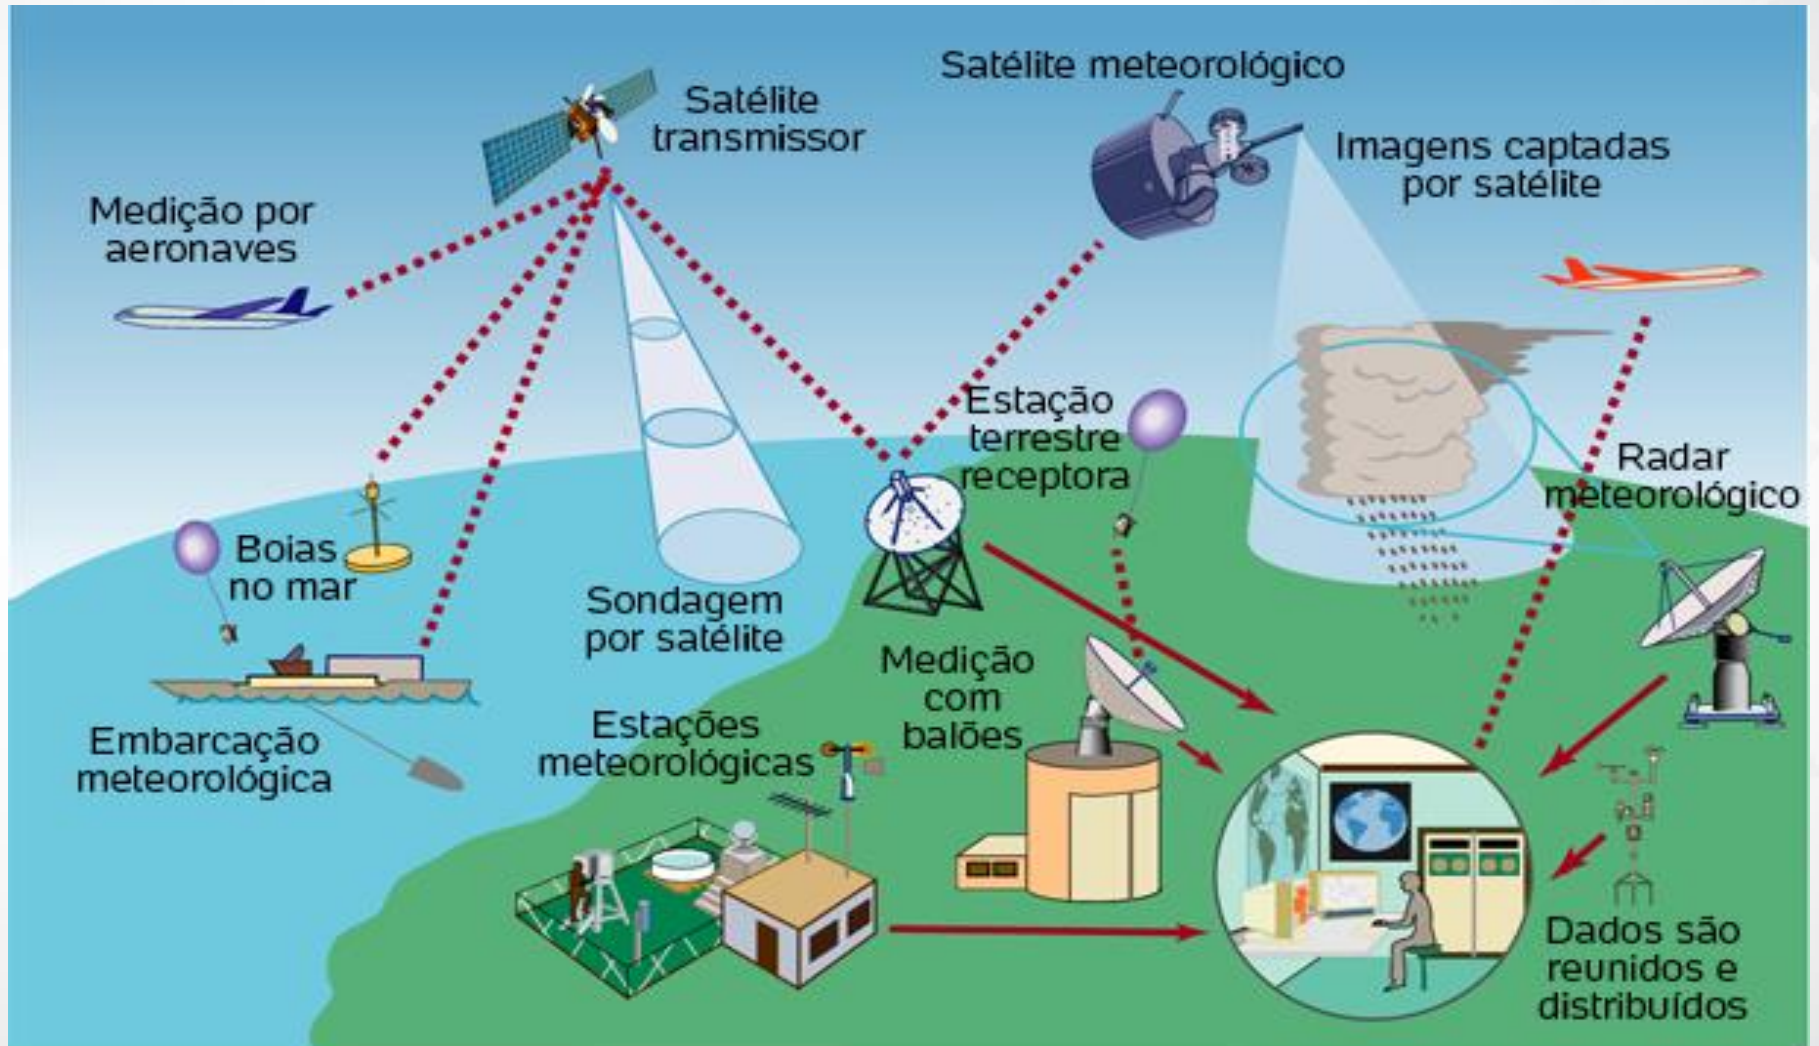 Satélite meteorológico
Satélite
transmissor
Imagens captadas
por satélite
Medição por
aeronaves
Estação
terrestre
receptora
Radar
meteorológico
Boias
no mar
Sondagem
por satélite
Medição
com
balões
Embarcação
meteorológica
Estações
meteorológicas
Dados são
reunidos e
distribuídos